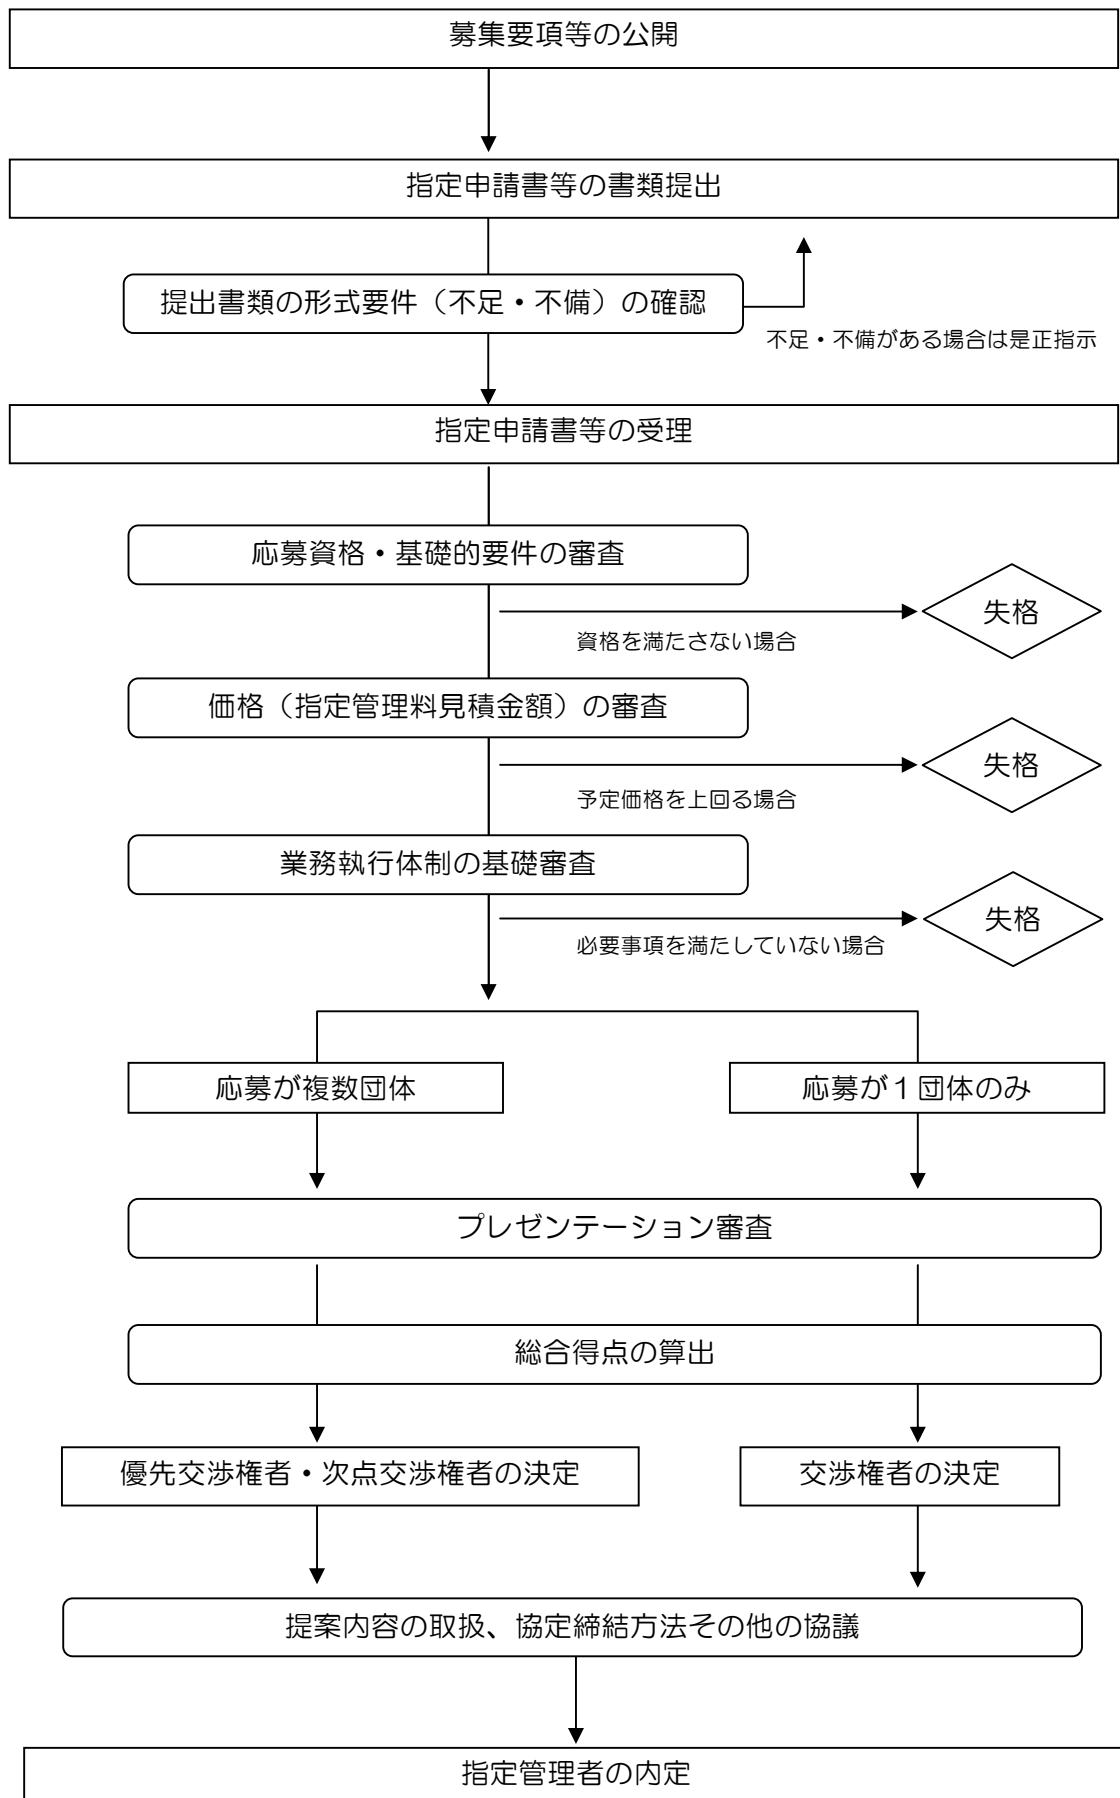 募集要項等の公開
指定申請書等の書類提出
提出書類の形式要件（不足・不備）の確認
不足・不備がある場合は是正指示
指定申請書等の受理
応募資格・基礎的要件の審査
失格
資格を満たさない場合
価格（指定管理料見積金額）の審査
失格
予定価格を上回る場合
業務執行体制の基礎審査
失格
必要事項を満たしていない場合
応募が複数団体
応募が１団体のみ
プレゼンテーション審査
総合得点の算出
優先交渉権者・次点交渉権者の決定
交渉権者の決定
提案内容の取扱、協定締結方法その他の協議
指定管理者の内定